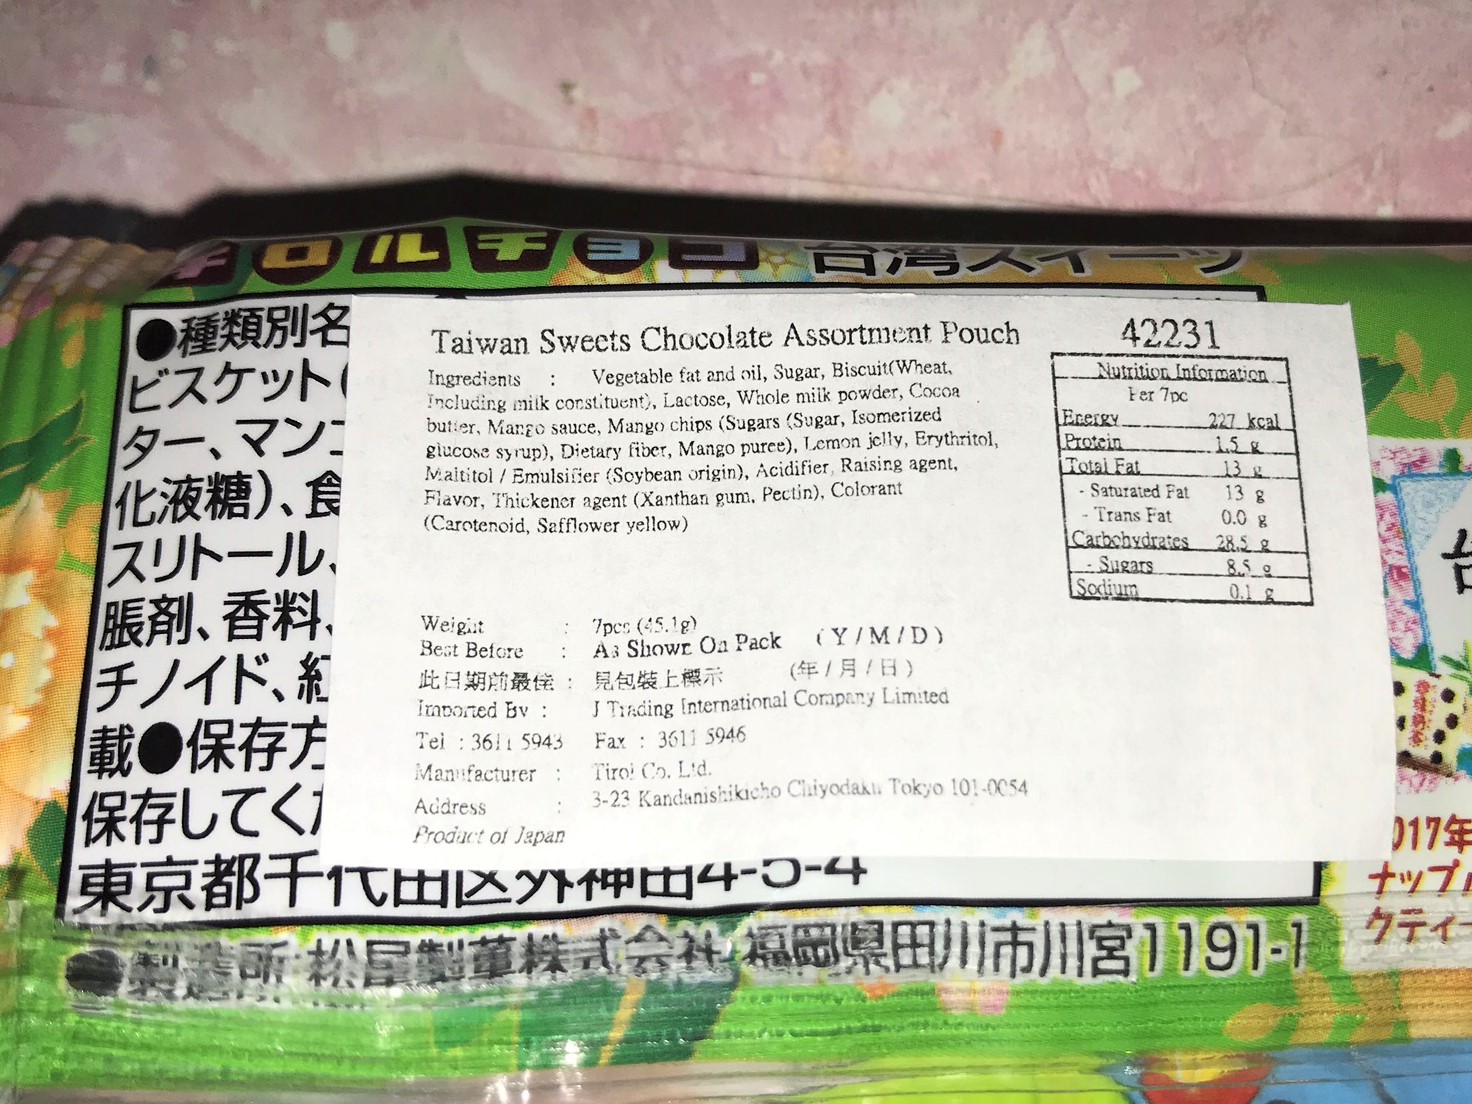 チロルチョコ 台湾スイーツ
●種類別名
ビスケット(
ター、マンゴ
化液糖)、食
スリトール、
脹剤、香料、
チノイド、紅
載●保存方
保存してくだ
東京都千代田区外神田4-5-4
●製造所:松尾製菓株式会社 福岡県田川市川宮1191-1
Taiwan Sweets Chocolate Assortment Pouch 42231
Ingredients : Vegetable fat and oil, Sugar, Biscuit(Wheat,
Including milk constituent), Lactose, Whole milk powder, Cocoa
butter, Mango sauce, Mango chips (Sugars (Sugar, Isomerized
glucose syrup), Dietary fiber, Mango puree), Lemon jelly, Erythritol,
Maltitol / Emulsifier (Soybean origin), Acidifier, Raising agent,
Flavor, Thickener agent (Xanthan gum, Pectin), Colorant
(Carotenoid, Safflower yellow)
Weight : 7pcs (45.1g)
Best Before : As Shown On Pack (Y/M/D)
此日期前最佳 : 見包裝上標示 (年/月/日)
Imported By : J Trading International Company Limited
Tel : 3611 5943 Fax : 3611 5946
Manufacturer : Tirol Co. Ltd.
Address : 3-23 Kandanishikicho Chiyodaku Tokyo 101-0054
Product of Japan
Nutrition Information
Per 7pc
Energy 227 kcal
Protein 1.5 g
Total Fat 13 g
- Saturated Fat 13 g
- Trans Fat 0.0 g
Carbohydrates 28.5 g
- Sugars 8.5 g
Sodium 0.1 g
台
017年
ナップル
クティー